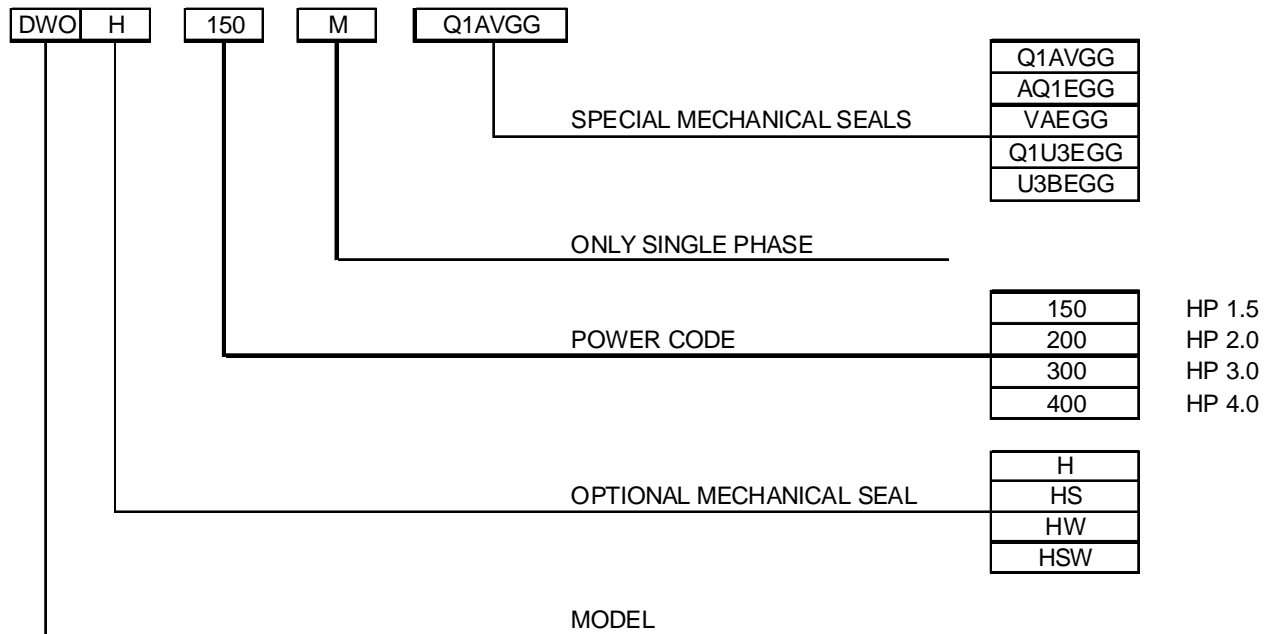 DWO H 150 M Q1AVGG
Q1AVGG
AQ1EGG
SPECIAL MECHANICAL SEALS VAEGG
Q1U3EGG
U3BEGG
ONLY SINGLE PHASE
150 HP 1.5
POWER CODE 200 HP 2.0
300 HP 3.0
400 HP 4.0
H
OPTIONAL MECHANICAL SEAL HS
HW
HSW
MODEL